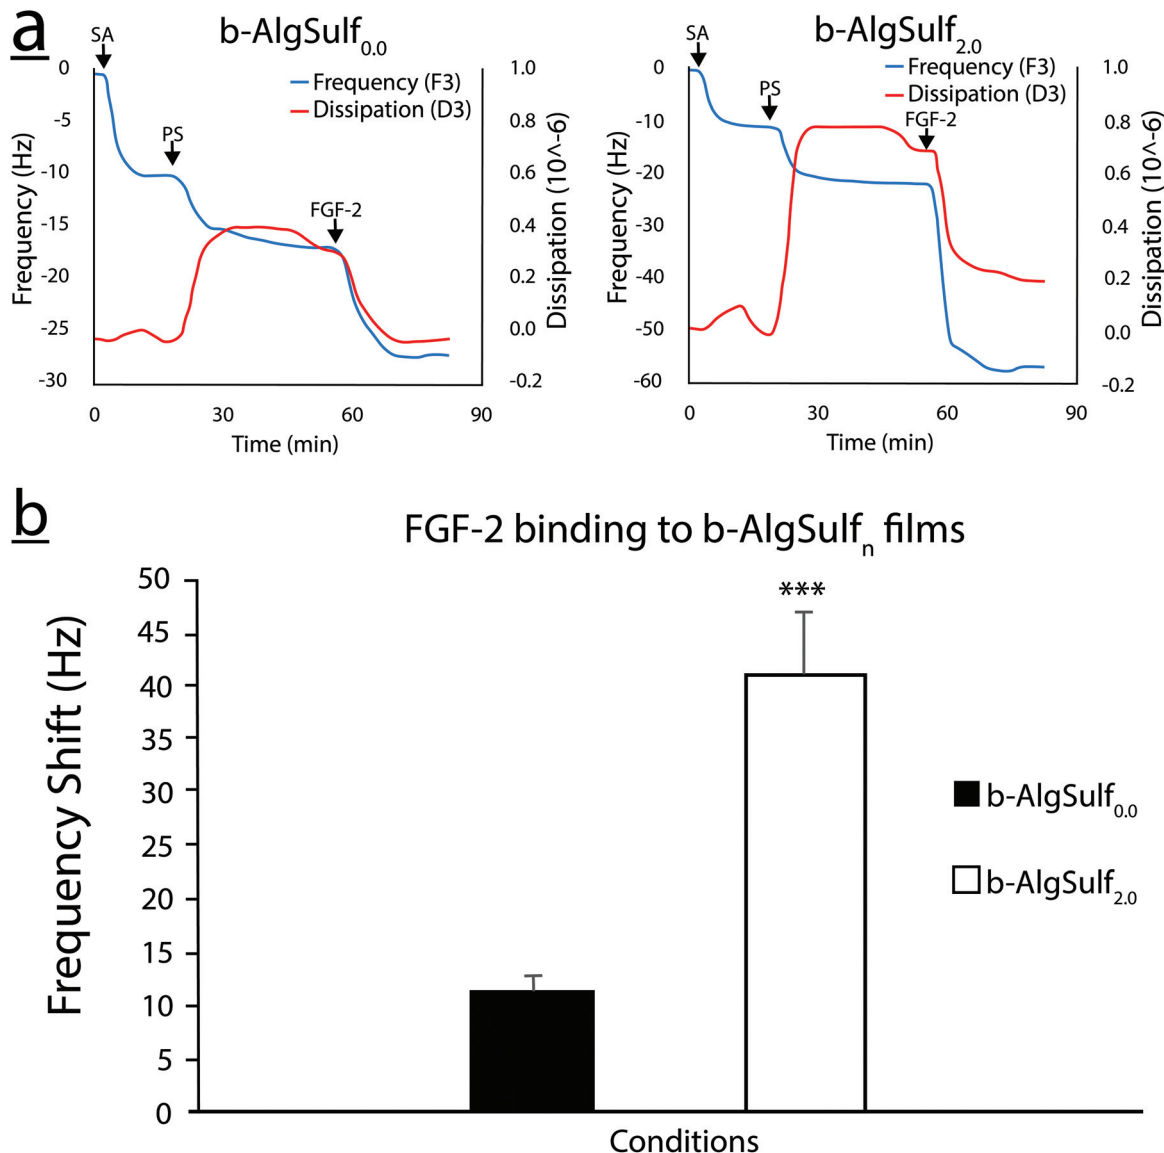 a
b-AlgSulf0.0
SA
PS
FGF-2
Frequency (F3)
Dissipation (D3)
Frequency (Hz)
0
-5
-10
-15
-20
-25
-30
Dissipation (10^-6)
1.0
0.8
0.6
0.4
0.2
0.0
-0.2
0
30
60
90
Time (min)
b-AlgSulf2.0
SA
PS
FGF-2
Frequency (F3)
Dissipation (D3)
Frequency (Hz)
0
-10
-20
-30
-40
-50
-60
Dissipation (10^-6)
1.0
0.8
0.6
0.4
0.2
0.0
-0.2
0
30
60
90
Time (min)
b
FGF-2 binding to b-AlgSulfn films
Frequency Shift (Hz)
50
45
40
35
30
25
20
15
10
5
0
***
b-AlgSulf0.0
b-AlgSulf2.0
Conditions